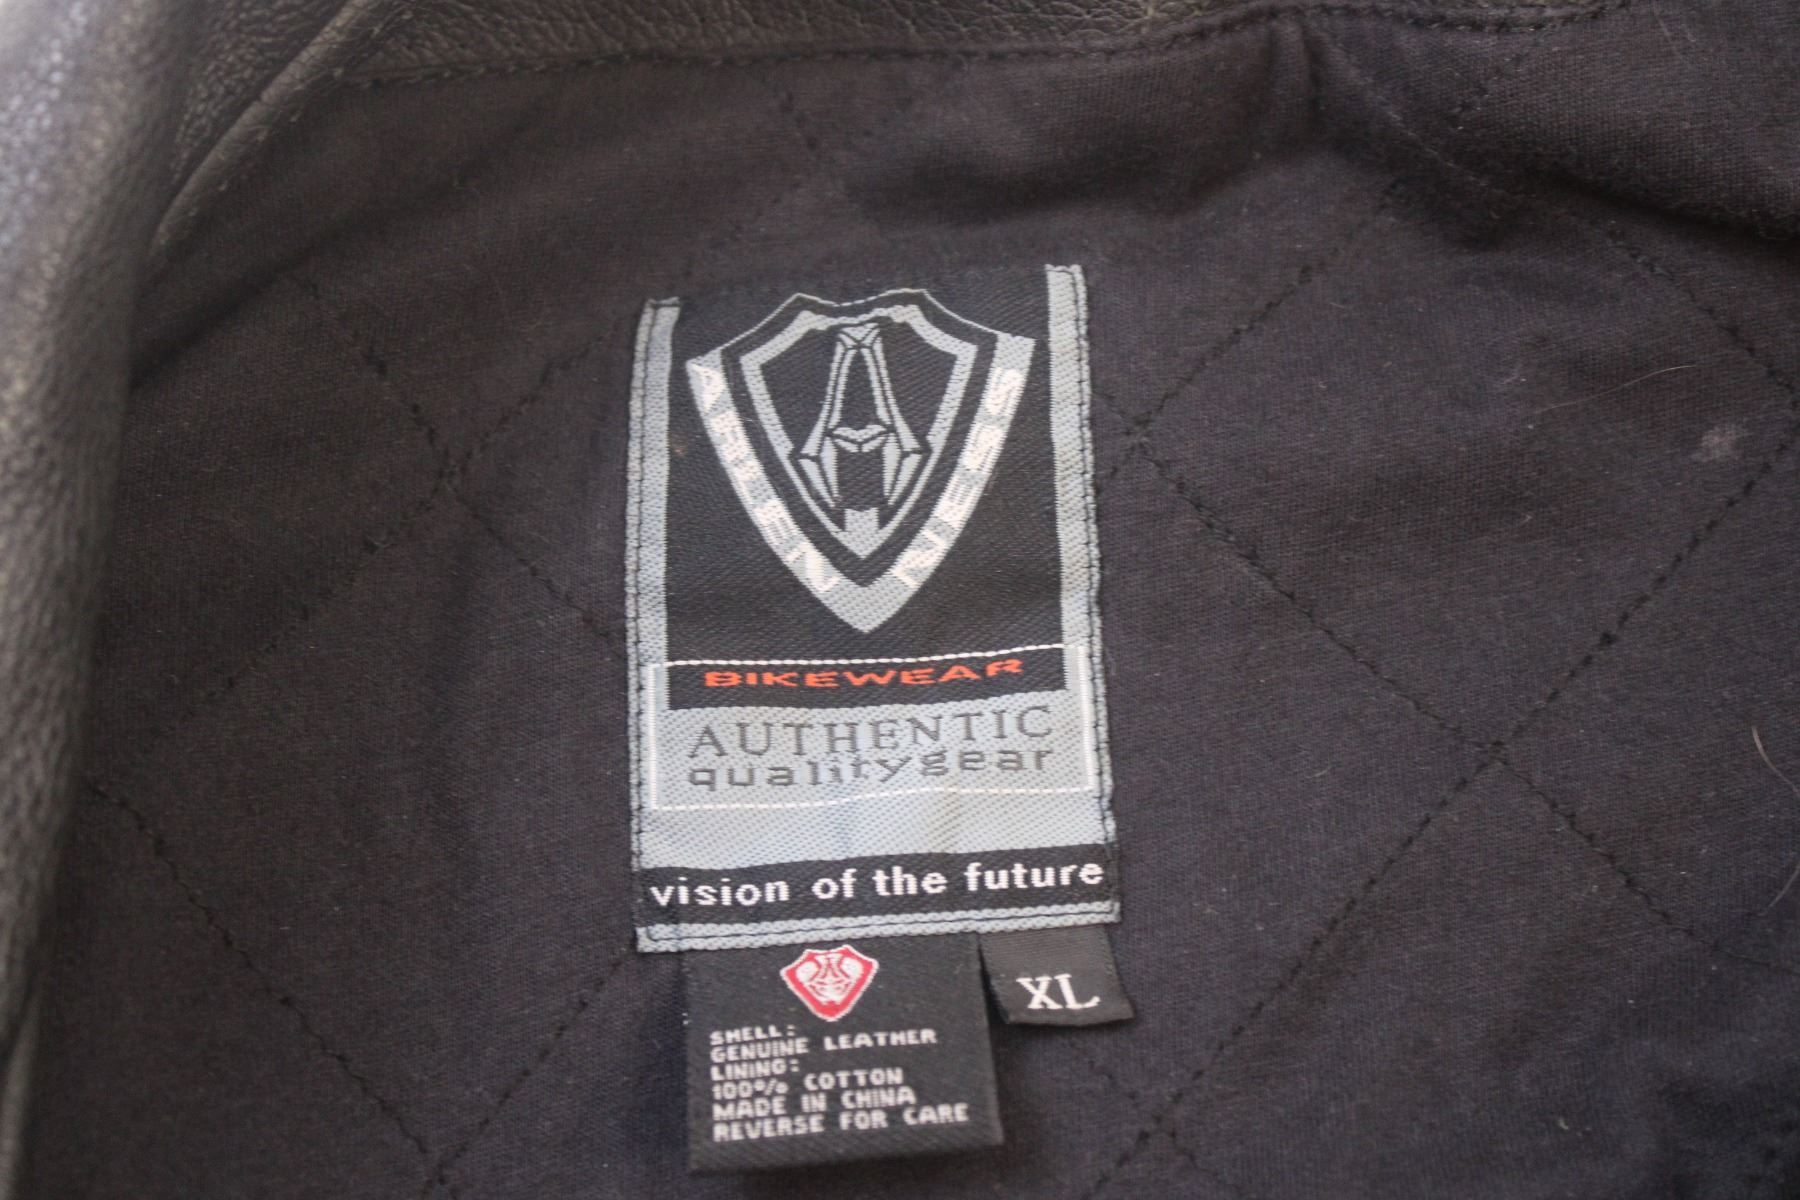 ARLEN NESS
BIKEWEAR
AUTHENTIC
qualitygear
vision of the future
XL
SHELL:
GENUINE LEATHER
LINING:
100% COTTON
MADE IN CHINA
REVERSE FOR CARE